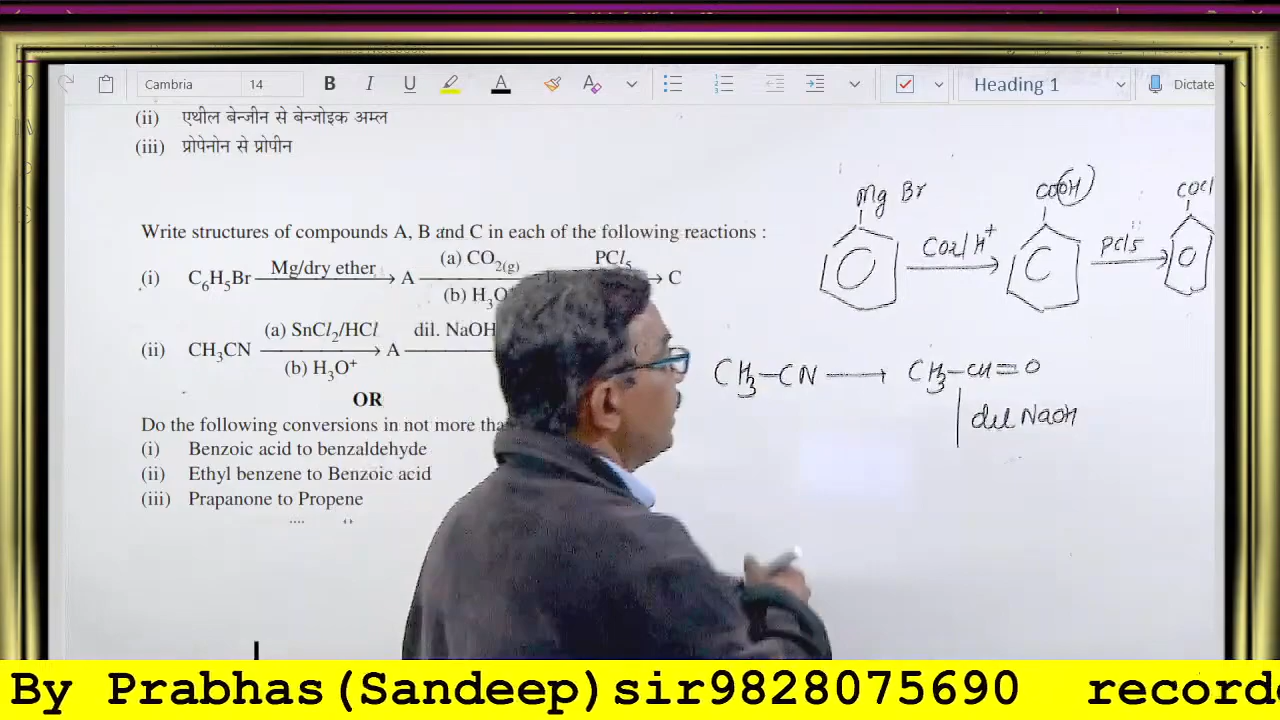 Cambria 14 B I U A A Heading 1 Dictate
(ii) एथील बेन्जीन से बेन्जोइक अम्ल
(iii) प्रोपेनोन से प्रोपीन
Write structures of compounds A, B and C in each of the following reactions :
(i) C6H5Br Mg/dry ether A (a) CO2(g) (b) H3O PCl5 C
(ii) CH3CN (a) SnCl2/HCl (b) H3O+ A dil. NaOH
OR
Do the following conversions in not more tha
(i) Benzoic acid to benzaldehyde
(ii) Ethyl benzene to Benzoic acid
(iii) Prapanone to Propene
Mg Br COOH COCl
CO2/H+ PCl5
CH3-CN → CH3-CH=O
dil NaOH
By Prabhas(Sandeep)sir9828075690 recorde